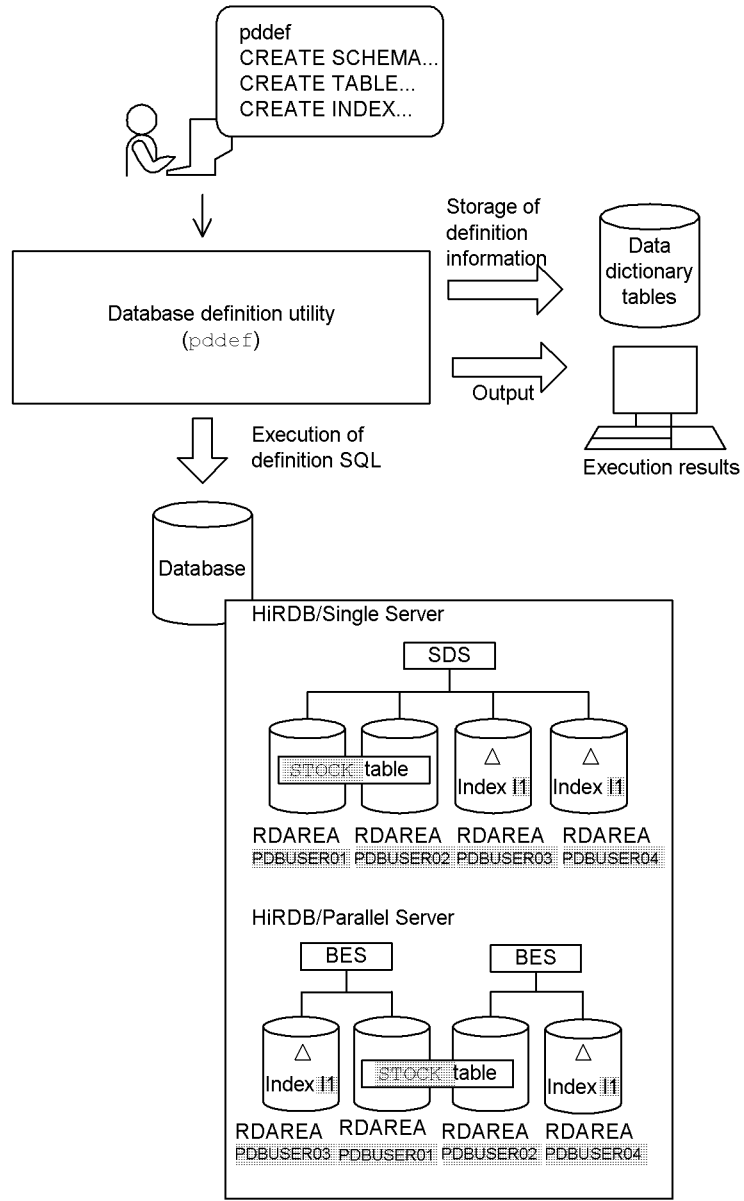 pddef
CREATE SCHEMA...
CREATE TABLE...
CREATE INDEX...
Storage of
definition
information
Data
dictionary
tables
Database definition utility
(pddef)
Output
Execution results
Execution of
definition SQL
Database
HiRDB/Single Server
SDS
STOCK table
Index I1
Index I1
RDAREA RDAREA RDAREA RDAREA
PDBUSER01 PDBUSER02 PDBUSER03 PDBUSER04
HiRDB/Parallel Server
BES BES
Index I1
STOCK table
Index I1
RDAREA RDAREA RDAREA RDAREA
PDBUSER03 PDBUSER01 PDBUSER02 PDBUSER04